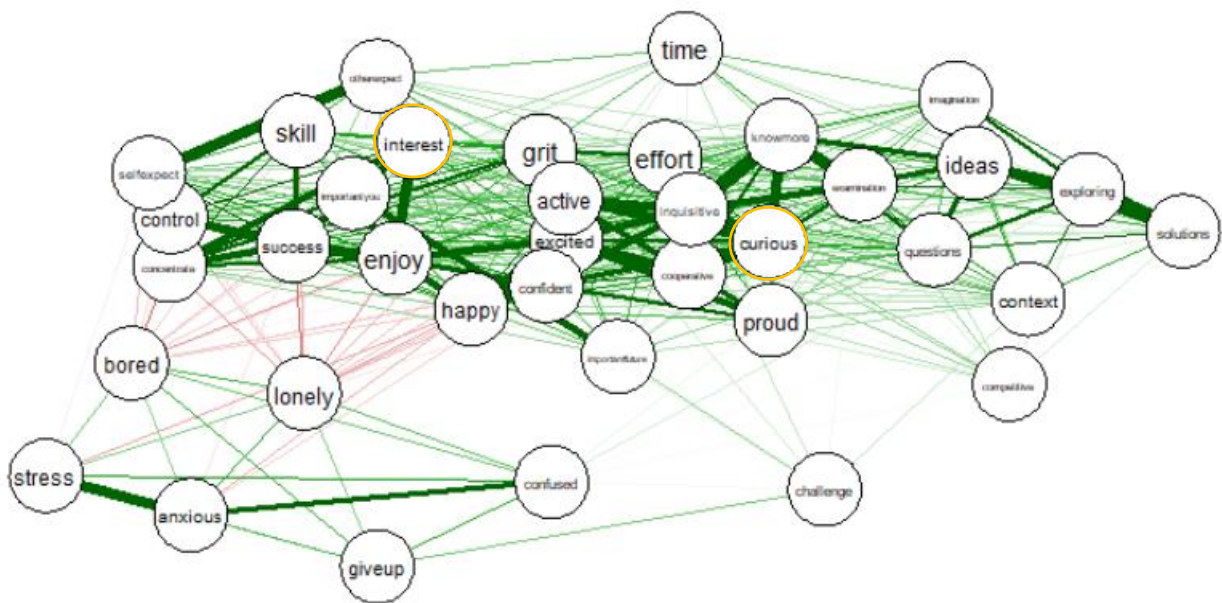 time
otherexpect
imagination
skill
interest
knowmore
grit
effort
ideas
selfexpect
importantyou
examination
exploring
active
inquisitive
control
success
excited
curious
questions
solutions
concentrate
enjoy
cooperative
confident
context
happy
proud
importantfuture
bored
competitive
lonely
stress
confused
challenge
anxious
giveup